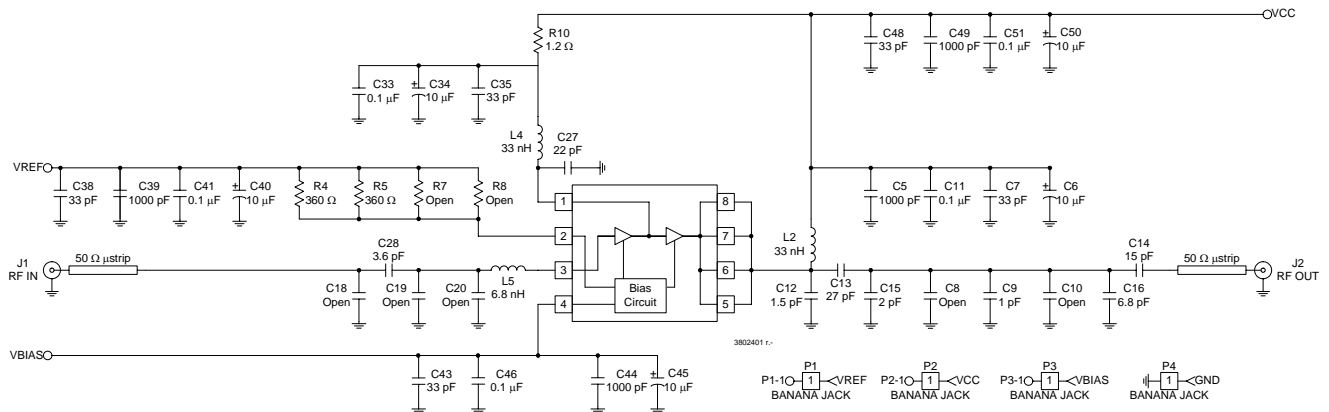 VCC
R10
1.2 Ω
C48
33 pF
C49
1000 pF
C51
0.1 µF
+
C50
10 µF
C33
0.1 µF
+
C34
10 µF
C35
33 pF
L4
33 nH
C27
22 pF
VREF
C38
33 pF
C39
1000 pF
C41
0.1 µF
+
C40
10 µF
R4
360 Ω
R5
360 Ω
R7
Open
R8
Open
C5
1000 pF
C11
0.1 µF
C7
33 pF
+
C6
10 µF
1
2
3
4
8
7
6
5
Bias
Circuit
L2
33 nH
J1
RF IN
50 Ω µstrip
C28
3.6 pF
C18
Open
C19
Open
C20
Open
L5
6.8 nH
C12
1.5 pF
C13
27 pF
C15
2 pF
C8
Open
C9
1 pF
C10
Open
C16
6.8 pF
C14
15 pF
50 Ω µstrip
J2
RF OUT
3802401 r.-
VBIAS
C43
33 pF
C46
0.1 µF
C44
1000 pF
+
C45
10 µF
P1
P1-1 1 VREF
BANANA JACK
P2
P2-1 1 VCC
BANANA JACK
P3
P3-1 1 VBIAS
BANANA JACK
P4
1 GND
BANANA JACK